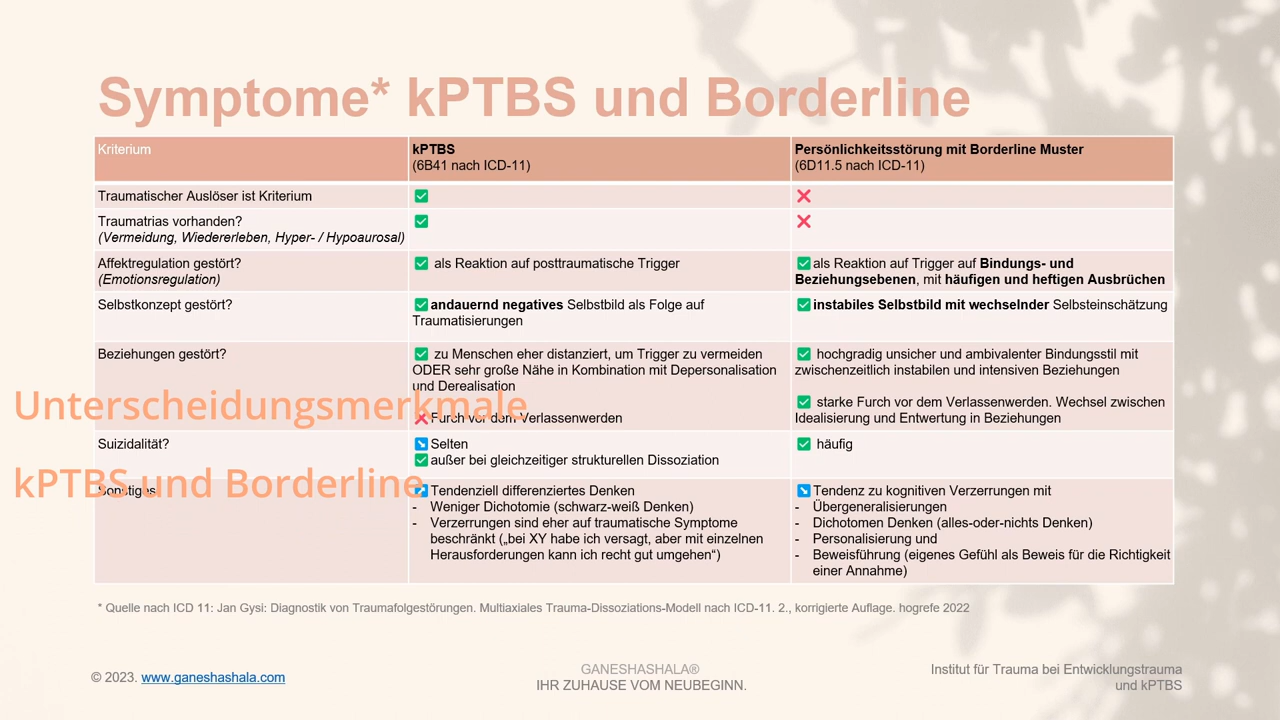 Symptome* kPTBS und Borderline
Kriterium
kPTBS
(6B41 nach ICD-11)
Persönlichkeitsstörung mit Borderline Muster
(6D11.5 nach ICD-11)
Traumatischer Auslöser ist Kriterium
✅
❌
Traumatrias vorhanden?
(Vermeidung, Wiedererleben, Hyper- / Hypoaurosal)
✅
❌
Affektregulation gestört?
(Emotionsregulation)
✅ als Reaktion auf posttraumatische Trigger
✅ als Reaktion auf Trigger auf Bindungs- und
Beziehungsebenen, mit häufigen und heftigen Ausbrüchen
Selbstkonzept gestört?
✅ andauernd negatives Selbstbild als Folge auf
Traumatisierungen
✅ instabiles Selbstbild mit wechselnder Selbsteinschätzung
Beziehungen gestört?
✅ zu Menschen eher distanziert, um Trigger zu vermeiden
ODER sehr große Nähe in Kombination mit Depersonalisation
und Derealisation
❌ Furch vor dem Verlassenwerden
✅ hochgradig unsicher und ambivalenter Bindungsstil mit
zwischenzeitlich instabilen und intensiven Beziehungen
✅ starke Furch vor dem Verlassenwerden. Wechsel zwischen
Idealisierung und Entwertung in Beziehungen
Unterscheidungsmerkmale
Suizidalität?
↘ Selten
✅ außer bei gleichzeitiger strukturellen Dissoziation
✅ häufig
kPTBS und Borderline
Sonstiges
Tendenziell differenziertes Denken
- Weniger Dichotomie (schwarz-weiß Denken)
- Verzerrungen sind eher auf traumatische Symptome
beschränkt („bei XY habe ich versagt, aber mit einzelnen
Herausforderungen kann ich recht gut umgehen“)
↘ Tendenz zu kognitiven Verzerrungen mit
- Übergeneralisierungen
- Dichotomen Denken (alles-oder-nichts Denken)
- Personalisierung und
- Beweisführung (eigenes Gefühl als Beweis für die Richtigkeit
einer Annahme)
* Quelle nach ICD 11: Jan Gysi: Diagnostik von Traumafolgestörungen. Multiaxiales Trauma-Dissoziations-Modell nach ICD-11. 2., korrigierte Auflage. hogrefe 2022
© 2023. www.ganeshashala.com
GANESHASHALA®
IHR ZUHAUSE VOM NEUBEGINN.
Institut für Trauma bei Entwicklungstrauma
und kPTBS